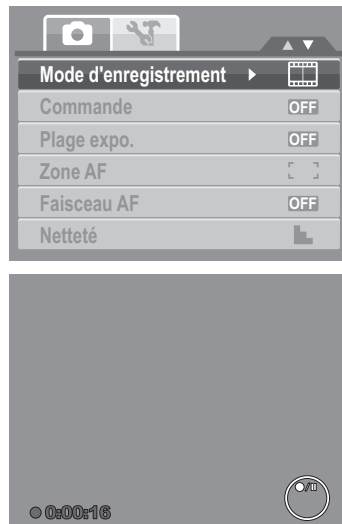 Mode d'enregistrement
Commande OFF
Plage expo. OFF
Zone AF
Faisceau AF OFF
Netteté
0:00:16